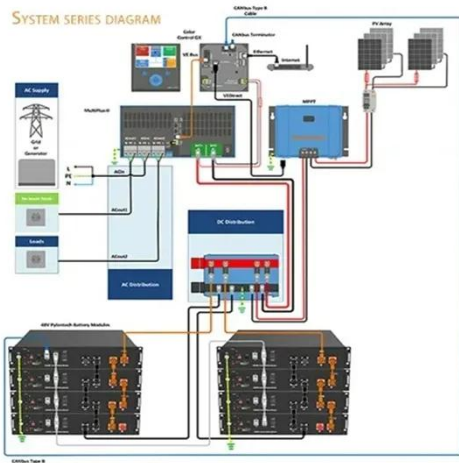 SYSTEM SERIES DIAGRAM
CANbus Type B
Cable
PV Array
Color
Control GX
CANbus Terminator
VE Bus
Ethernet
Internet
AC Supply
VE Direct
MultiPlus-II
MPPT
Grid
or
Generator
L
PE
N
ACin
ACout1
DC Distribution
Loads
ACout2
AC Distribution
48V Pylontech Battery Modules
CANbus Type B